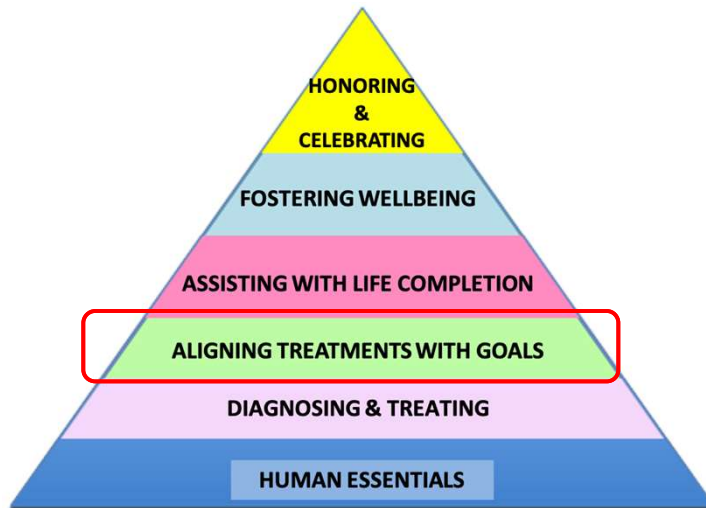 HONORING
&
CELEBRATING
FOSTERING WELLBEING
ASSISTING WITH LIFE COMPLETION
ALIGNING TREATMENTS WITH GOALS
DIAGNOSING & TREATING
HUMAN ESSENTIALS